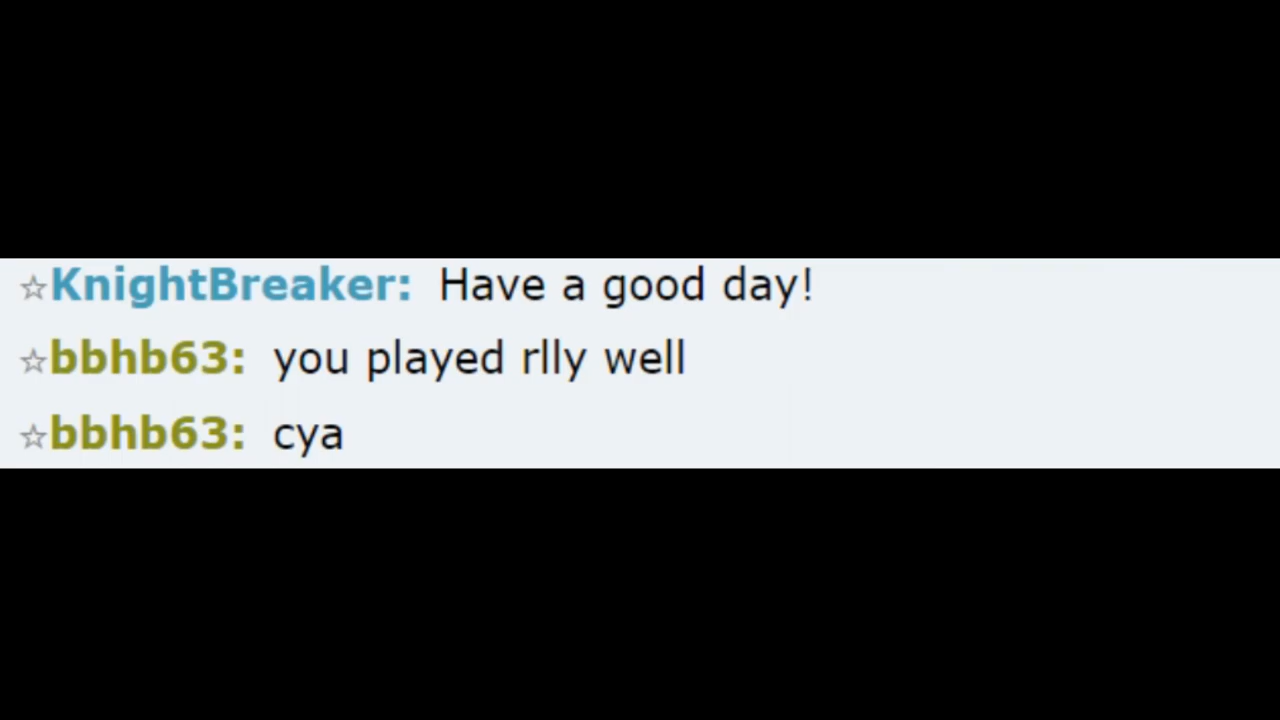 ☆KnightBreaker: Have a good day!
☆bbhb63: you played rlly well
☆bbhb63: cya